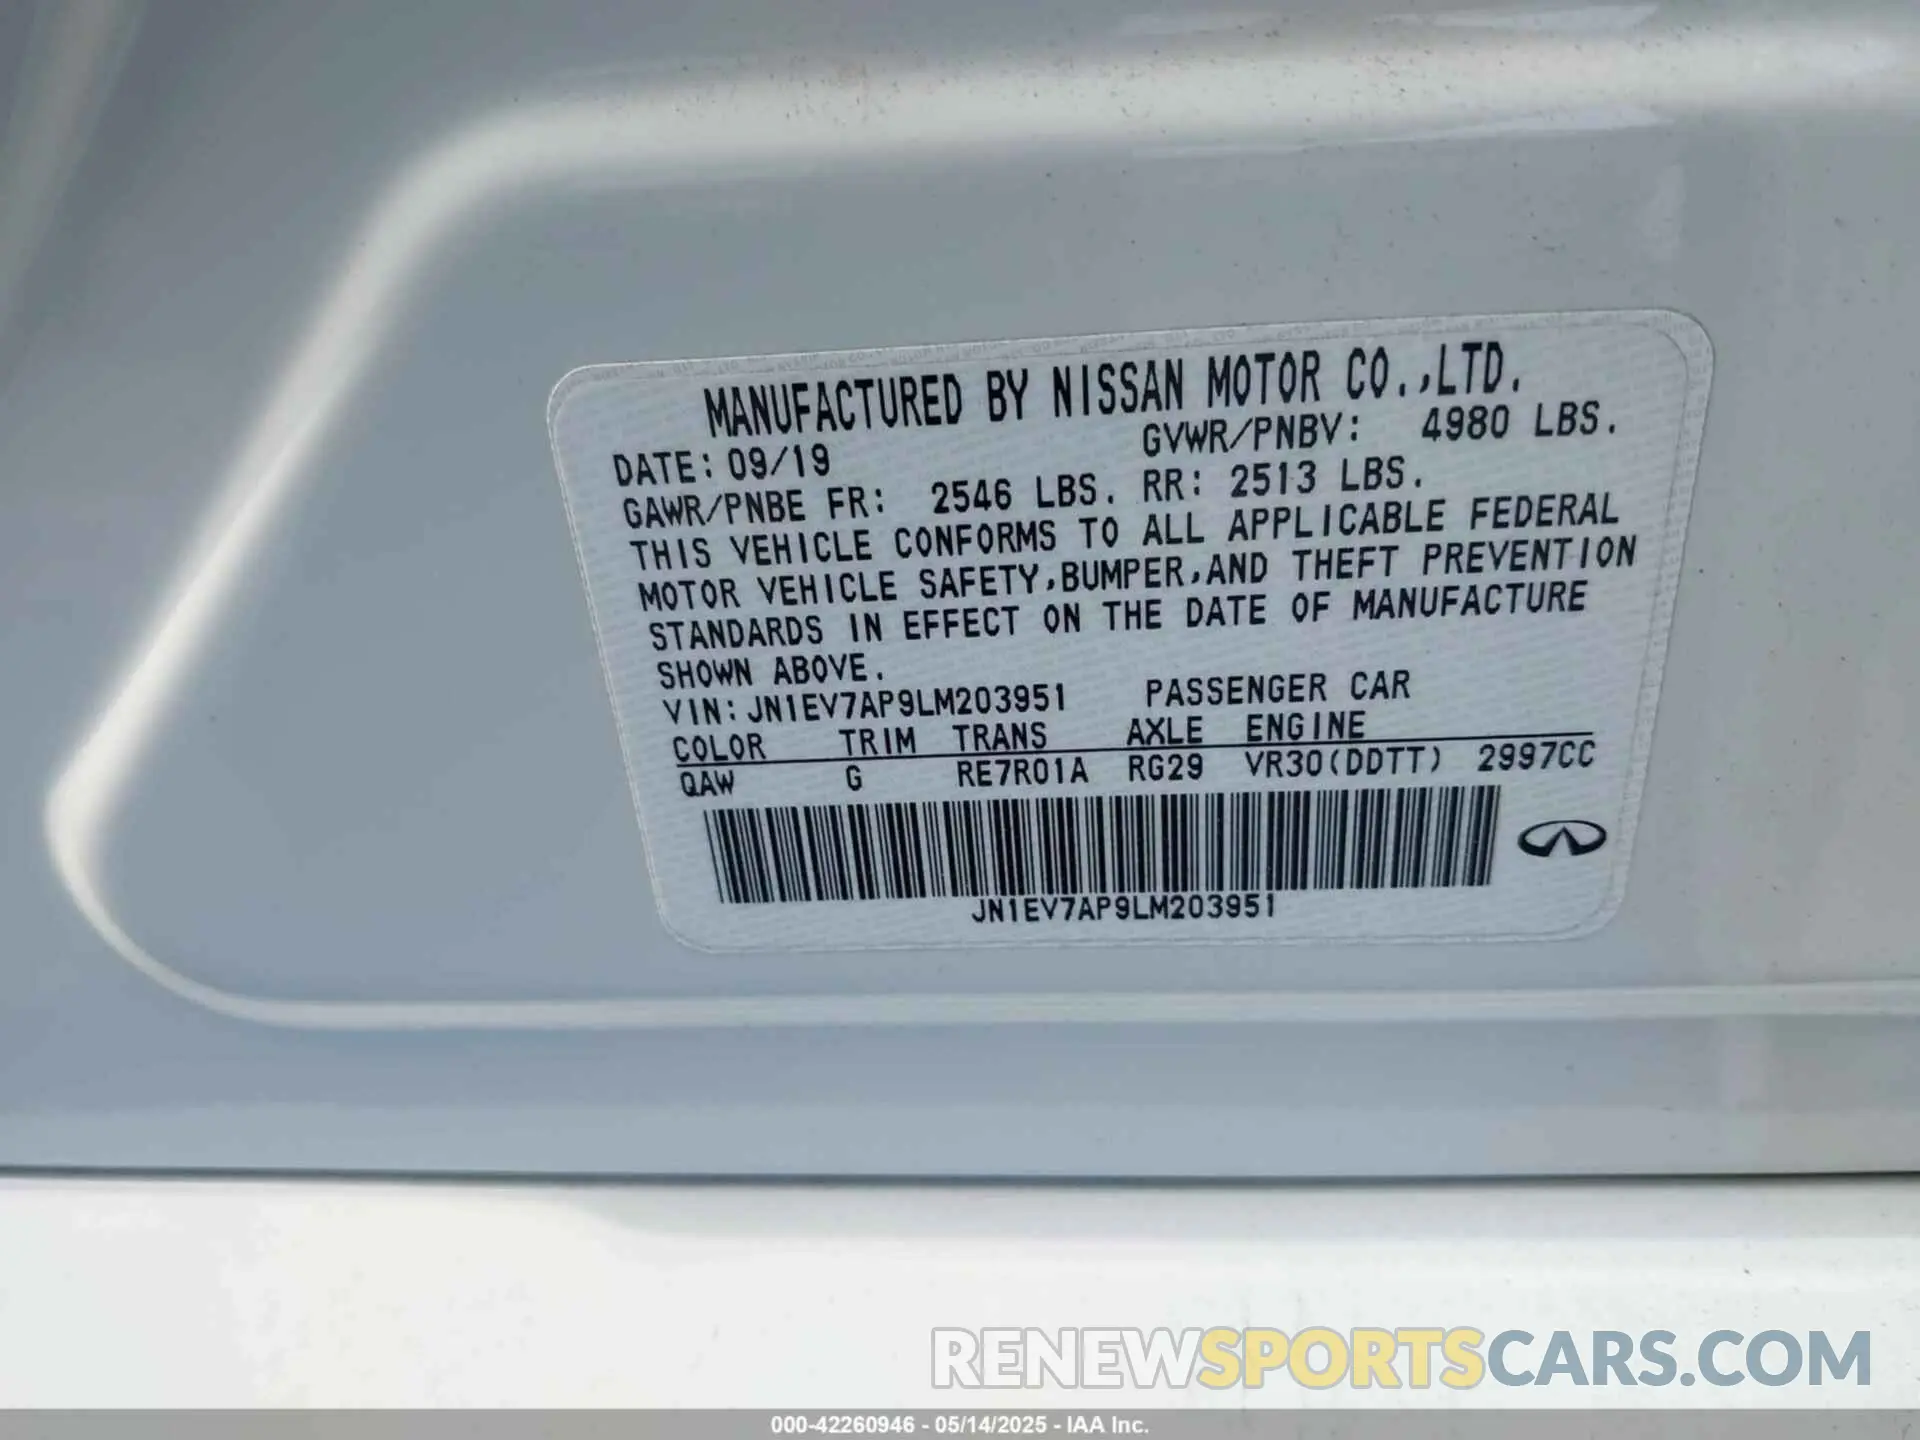 MANUFACTURED BY NISSAN MOTOR CO.,LTD.
DATE: 09/19 GVWR/PNBV: 4980 LBS.
GAWR/PNBE FR: 2546 LBS. RR: 2513 LBS.
THIS VEHICLE CONFORMS TO ALL APPLICABLE FEDERAL
MOTOR VEHICLE SAFETY,BUMPER,AND THEFT PREVENTION
STANDARDS IN EFFECT ON THE DATE OF MANUFACTURE
SHOWN ABOVE.
VIN:JN1EV7AP9LM203951 PASSENGER CAR
COLOR TRIM TRANS AXLE ENGINE
QAW G RE7R01A RG29 VR30(DDTT) 2997CC
JN1EV7AP9LM203951
RENEWSPORTSCARS.COM
000-42260946 - 05/14/2025 - IAA Inc.